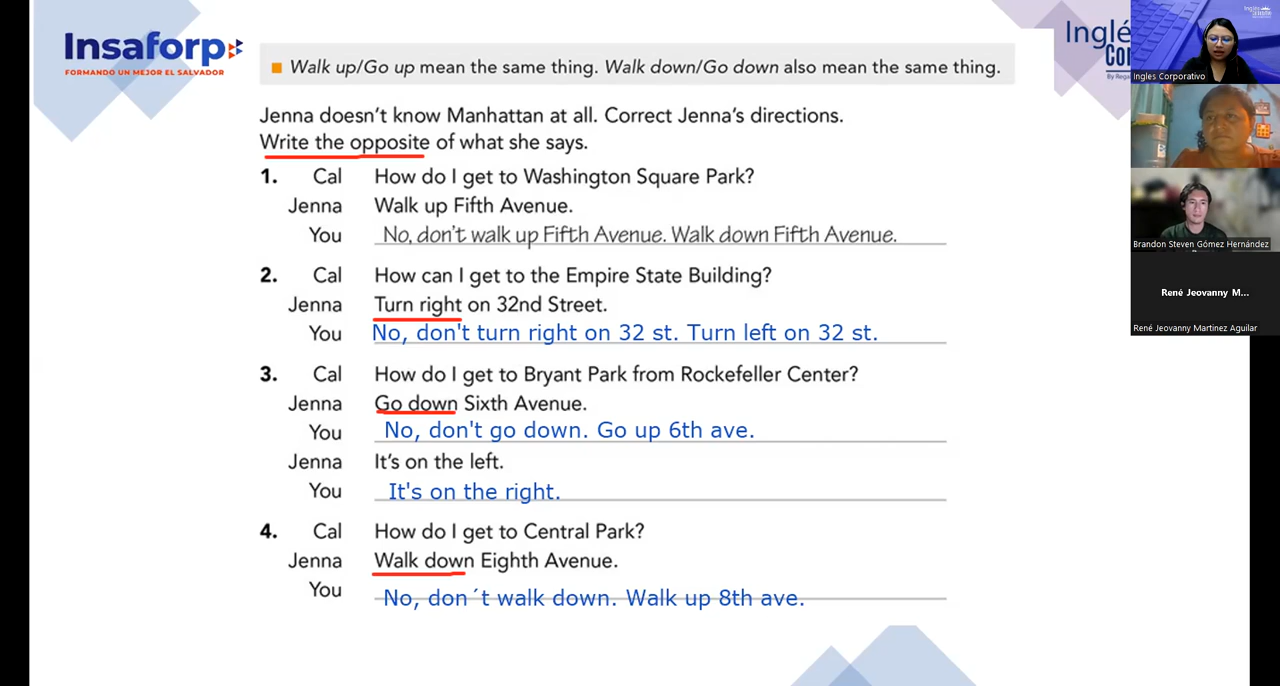 Insaforp
FORMANDO UN MEJOR EL SALVADOR
■ Walk up/Go up mean the same thing. Walk down/Go down also mean the same thing.
Jenna doesn't know Manhattan at all. Correct Jenna's directions.
Write the opposite of what she says.
1. Cal How do I get to Washington Square Park?
Jenna Walk up Fifth Avenue.
You No, don't walk up Fifth Avenue. Walk down Fifth Avenue.
2. Cal How can I get to the Empire State Building?
Jenna Turn right on 32nd Street.
You No, don't turn right on 32 st. Turn left on 32 st.
3. Cal How do I get to Bryant Park from Rockefeller Center?
Jenna Go down Sixth Avenue.
You No, don't go down. Go up 6th ave.
Jenna It's on the left.
You It's on the right.
4. Cal How do I get to Central Park?
Jenna Walk down Eighth Avenue.
You No, don´t walk down. Walk up 8th ave.
Inglé
Co
Ingles Corporativo
Brandon Steven Gómez Hernández
René Jeovanny M...
René Jeovanny Martinez Aguilar